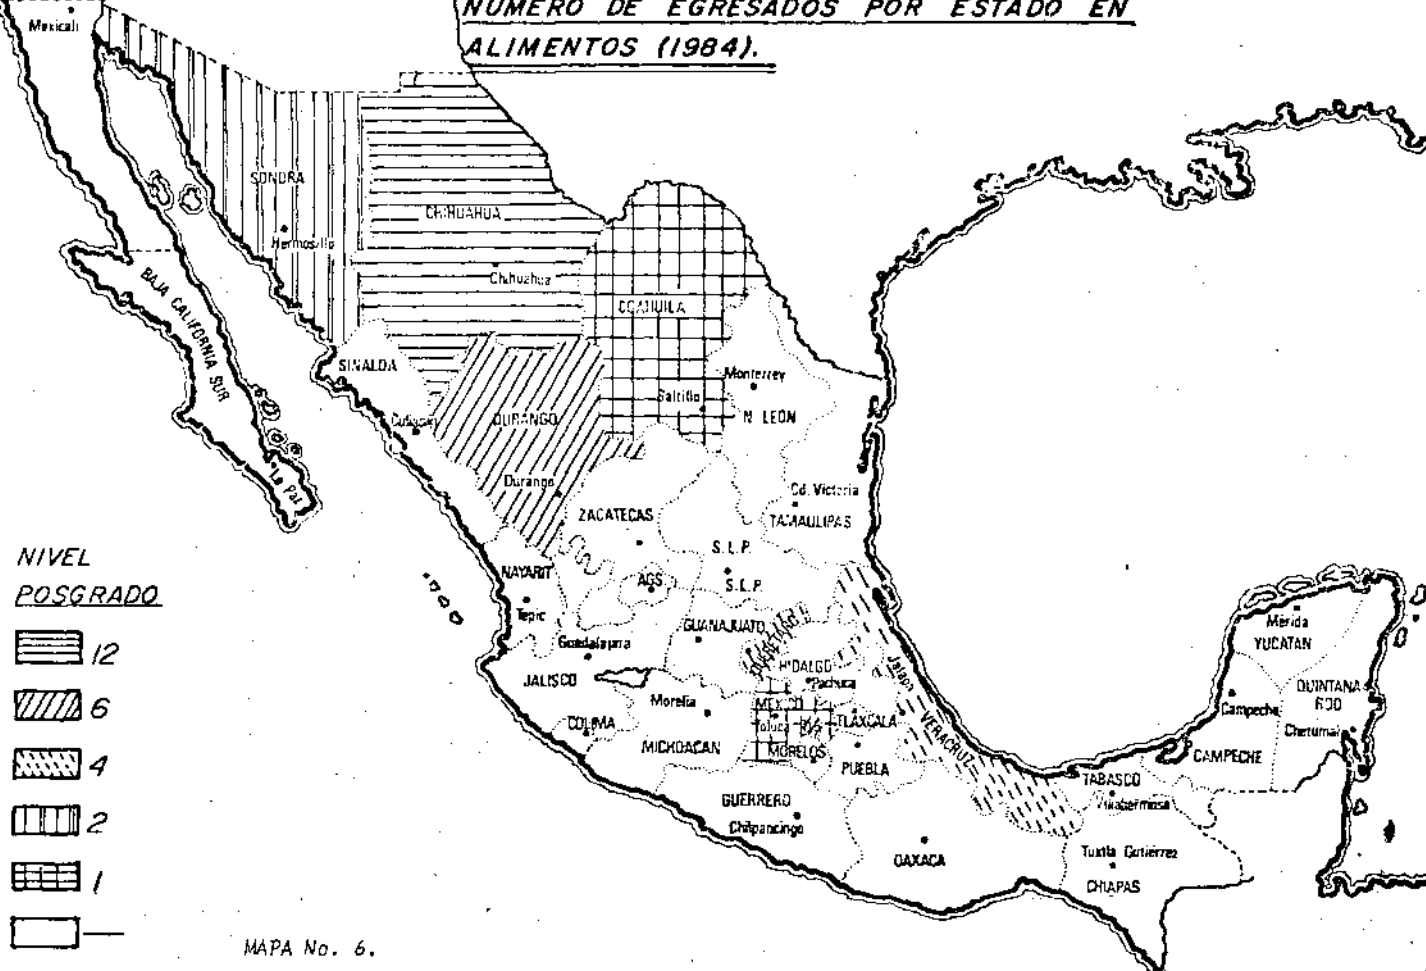 NUMERO DE EGRESADOS POR ESTADO EN
ALIMENTOS (1984).
Mexicali
SONORA
Hermosillo
CHIHUAHUA
Chihuahua
COAHUILA
Saltillo
BAJA CALIFORNIA SUR
La Paz
SINALOA
Culiacan
DURANGO
Durango
Monterrey
N. LEON
Cd. Victoria
TAMAULIPAS
ZACATECAS
S.L.P.
S.L.P.
NAYARIT
Tepic
AGS
GUANAJUATO
QUERETARO
HIDALGO
Pachuca
Guadalajara
JALISCO
COLIMA
Morelia
MICHOACAN
MEXICO
Toluca
MORELOS
TLAXCALA
PUEBLA
Jalapa
VERACRUZ
GUERRERO
Chilpancingo
OAXACA
TABASCO
Villahermosa
Tuxtla Gutiérrez
CHIAPAS
Merida
YUCATAN
Campeche
CAMPECHE
QUINTANA
ROO
Chetumal
NIVEL
POSGRADO
12
6
4
2
1
—
MAPA No. 6.